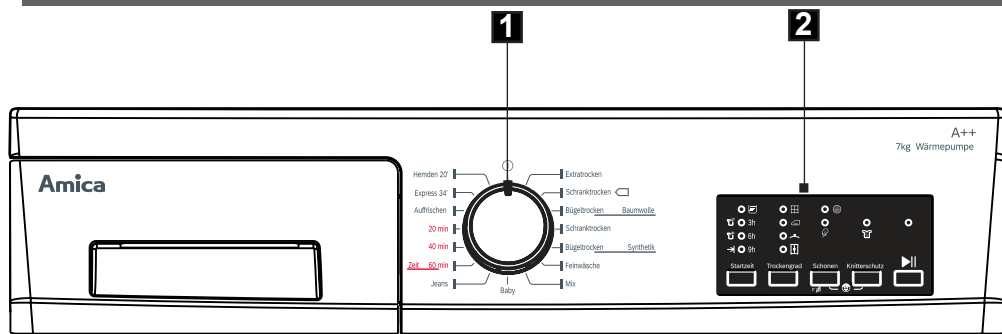 1
2
A++
7kg Wärmepumpe
Amica
Hemden 20'
Express 34'
Auffrischen
20 min
40 min
Zeit 60 min
Jeans
Baby
Extratrocken
Schranktrocken
Bügeltrocken Baumwolle
Schranktrocken
Bügeltrocken Synthetik
Feinwäsche
Mix
3h
6h
9h
Startzeit Trockengrad Schonen Knitterschutz